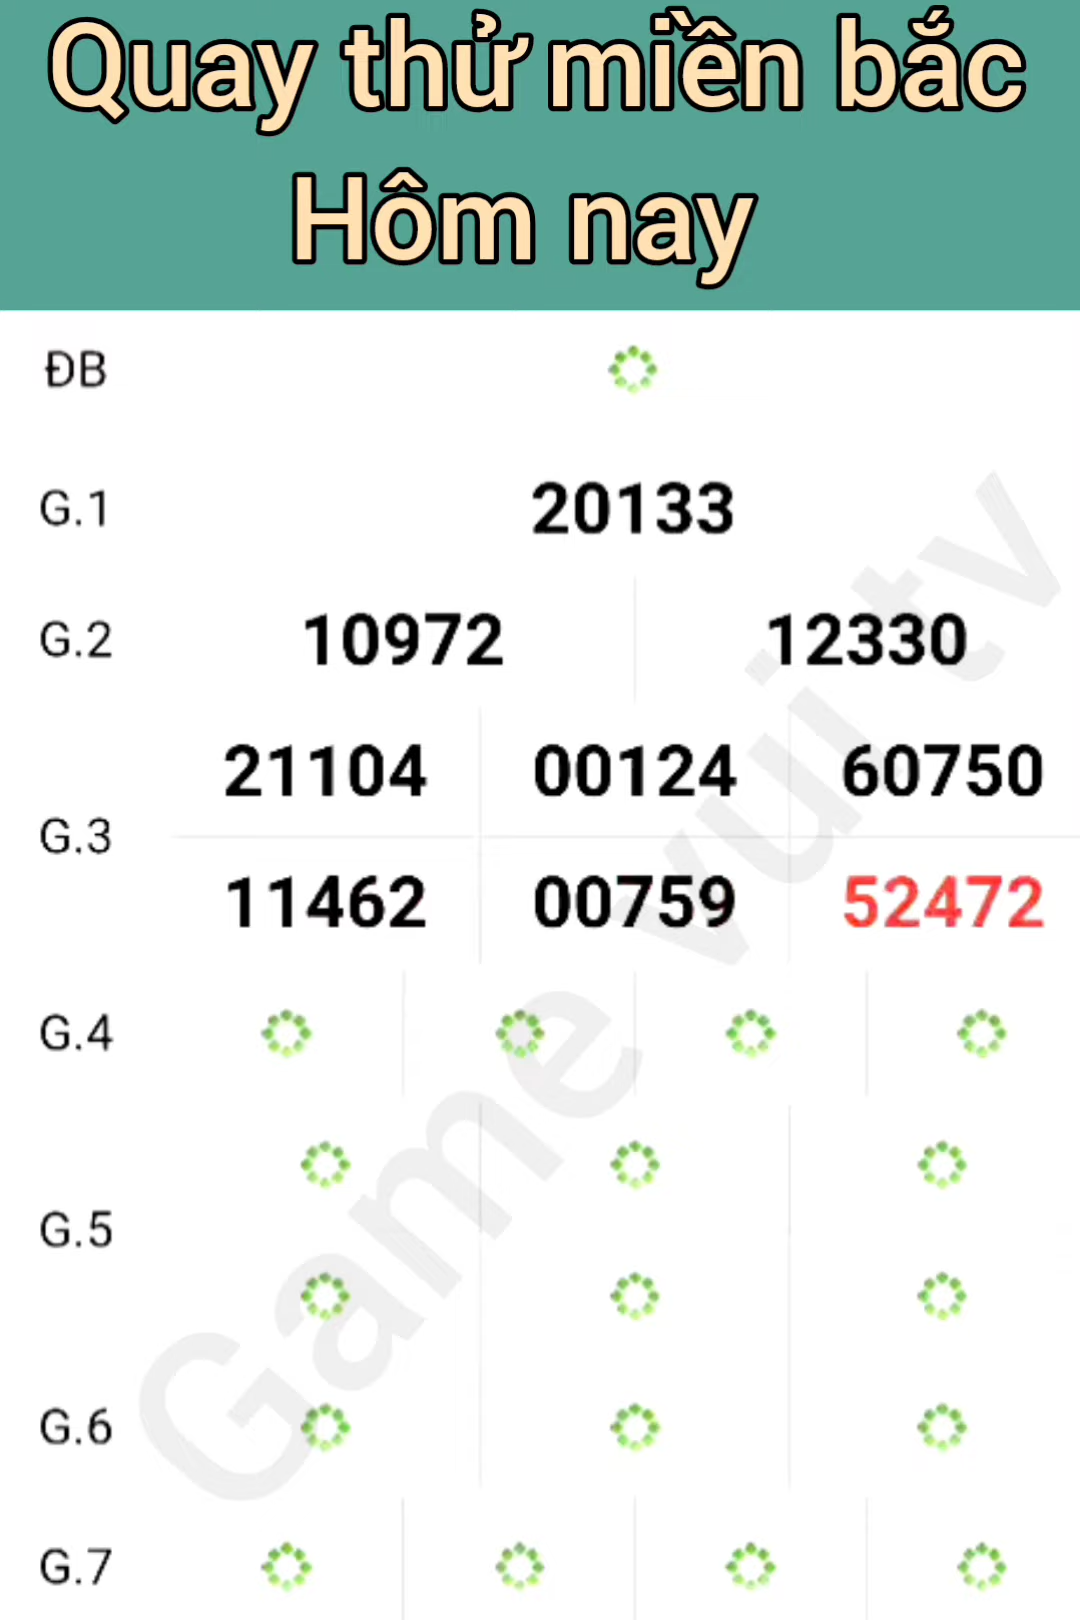 Quay thử miền bắc
Hôm nay
ĐB
G.1 20133
G.2 10972 12330
G.3
21104 00124 60750
11462 00759 52472
G.4
G.5
G.6
G.7
Game vui tv